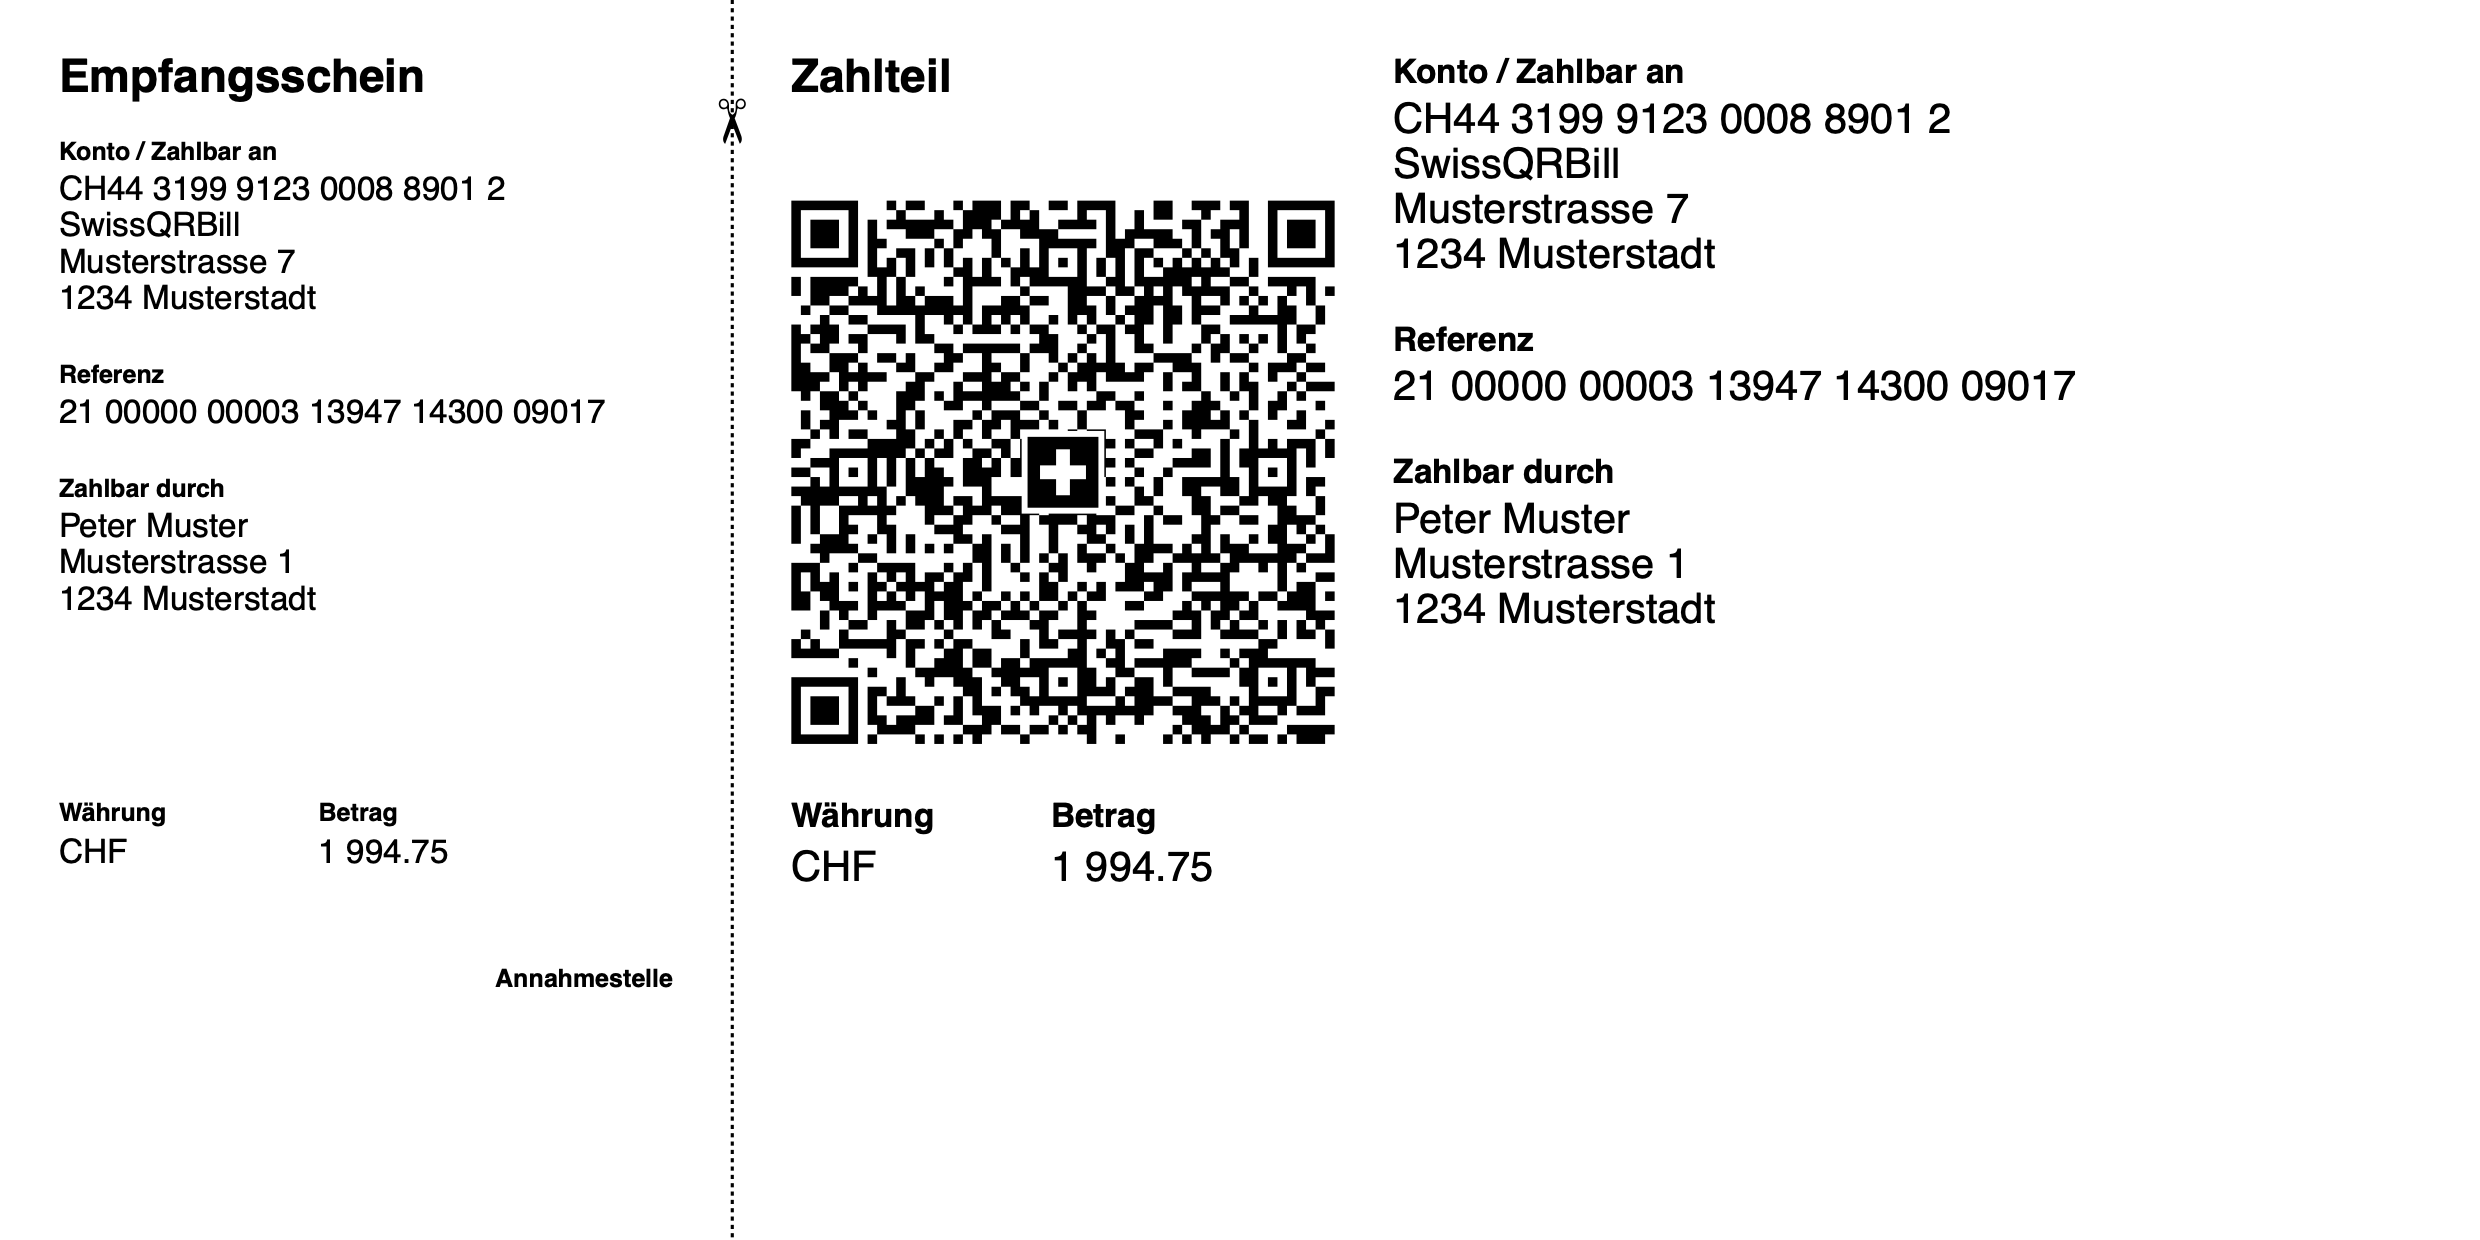 Empfangsschein
Konto / Zahlbar an
CH44 3199 9123 0008 8901 2
SwissQRBill
Musterstrasse 7
1234 Musterstadt
Referenz
21 00000 00003 13947 14300 09017
Zahlbar durch
Peter Muster
Musterstrasse 1
1234 Musterstadt
Währung Betrag
CHF 1 994.75
Annahmestelle
Zahlteil
Währung Betrag
CHF 1 994.75
Konto / Zahlbar an
CH44 3199 9123 0008 8901 2
SwissQRBill
Musterstrasse 7
1234 Musterstadt
Referenz
21 00000 00003 13947 14300 09017
Zahlbar durch
Peter Muster
Musterstrasse 1
1234 Musterstadt